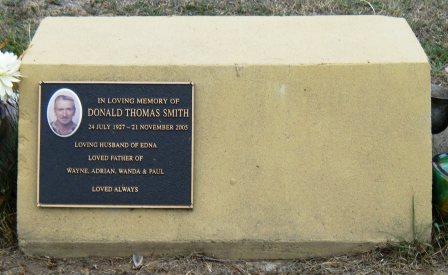 IN LOVING MEMORY OF
DONALD THOMAS SMITH
24 JULY 1927 ~ 21 NOVEMBER 2005
LOVING HUSBAND OF EDNA
LOVED FATHER OF
WAYNE, ADRIAN, WANDA & PAUL
LOVED ALWAYS